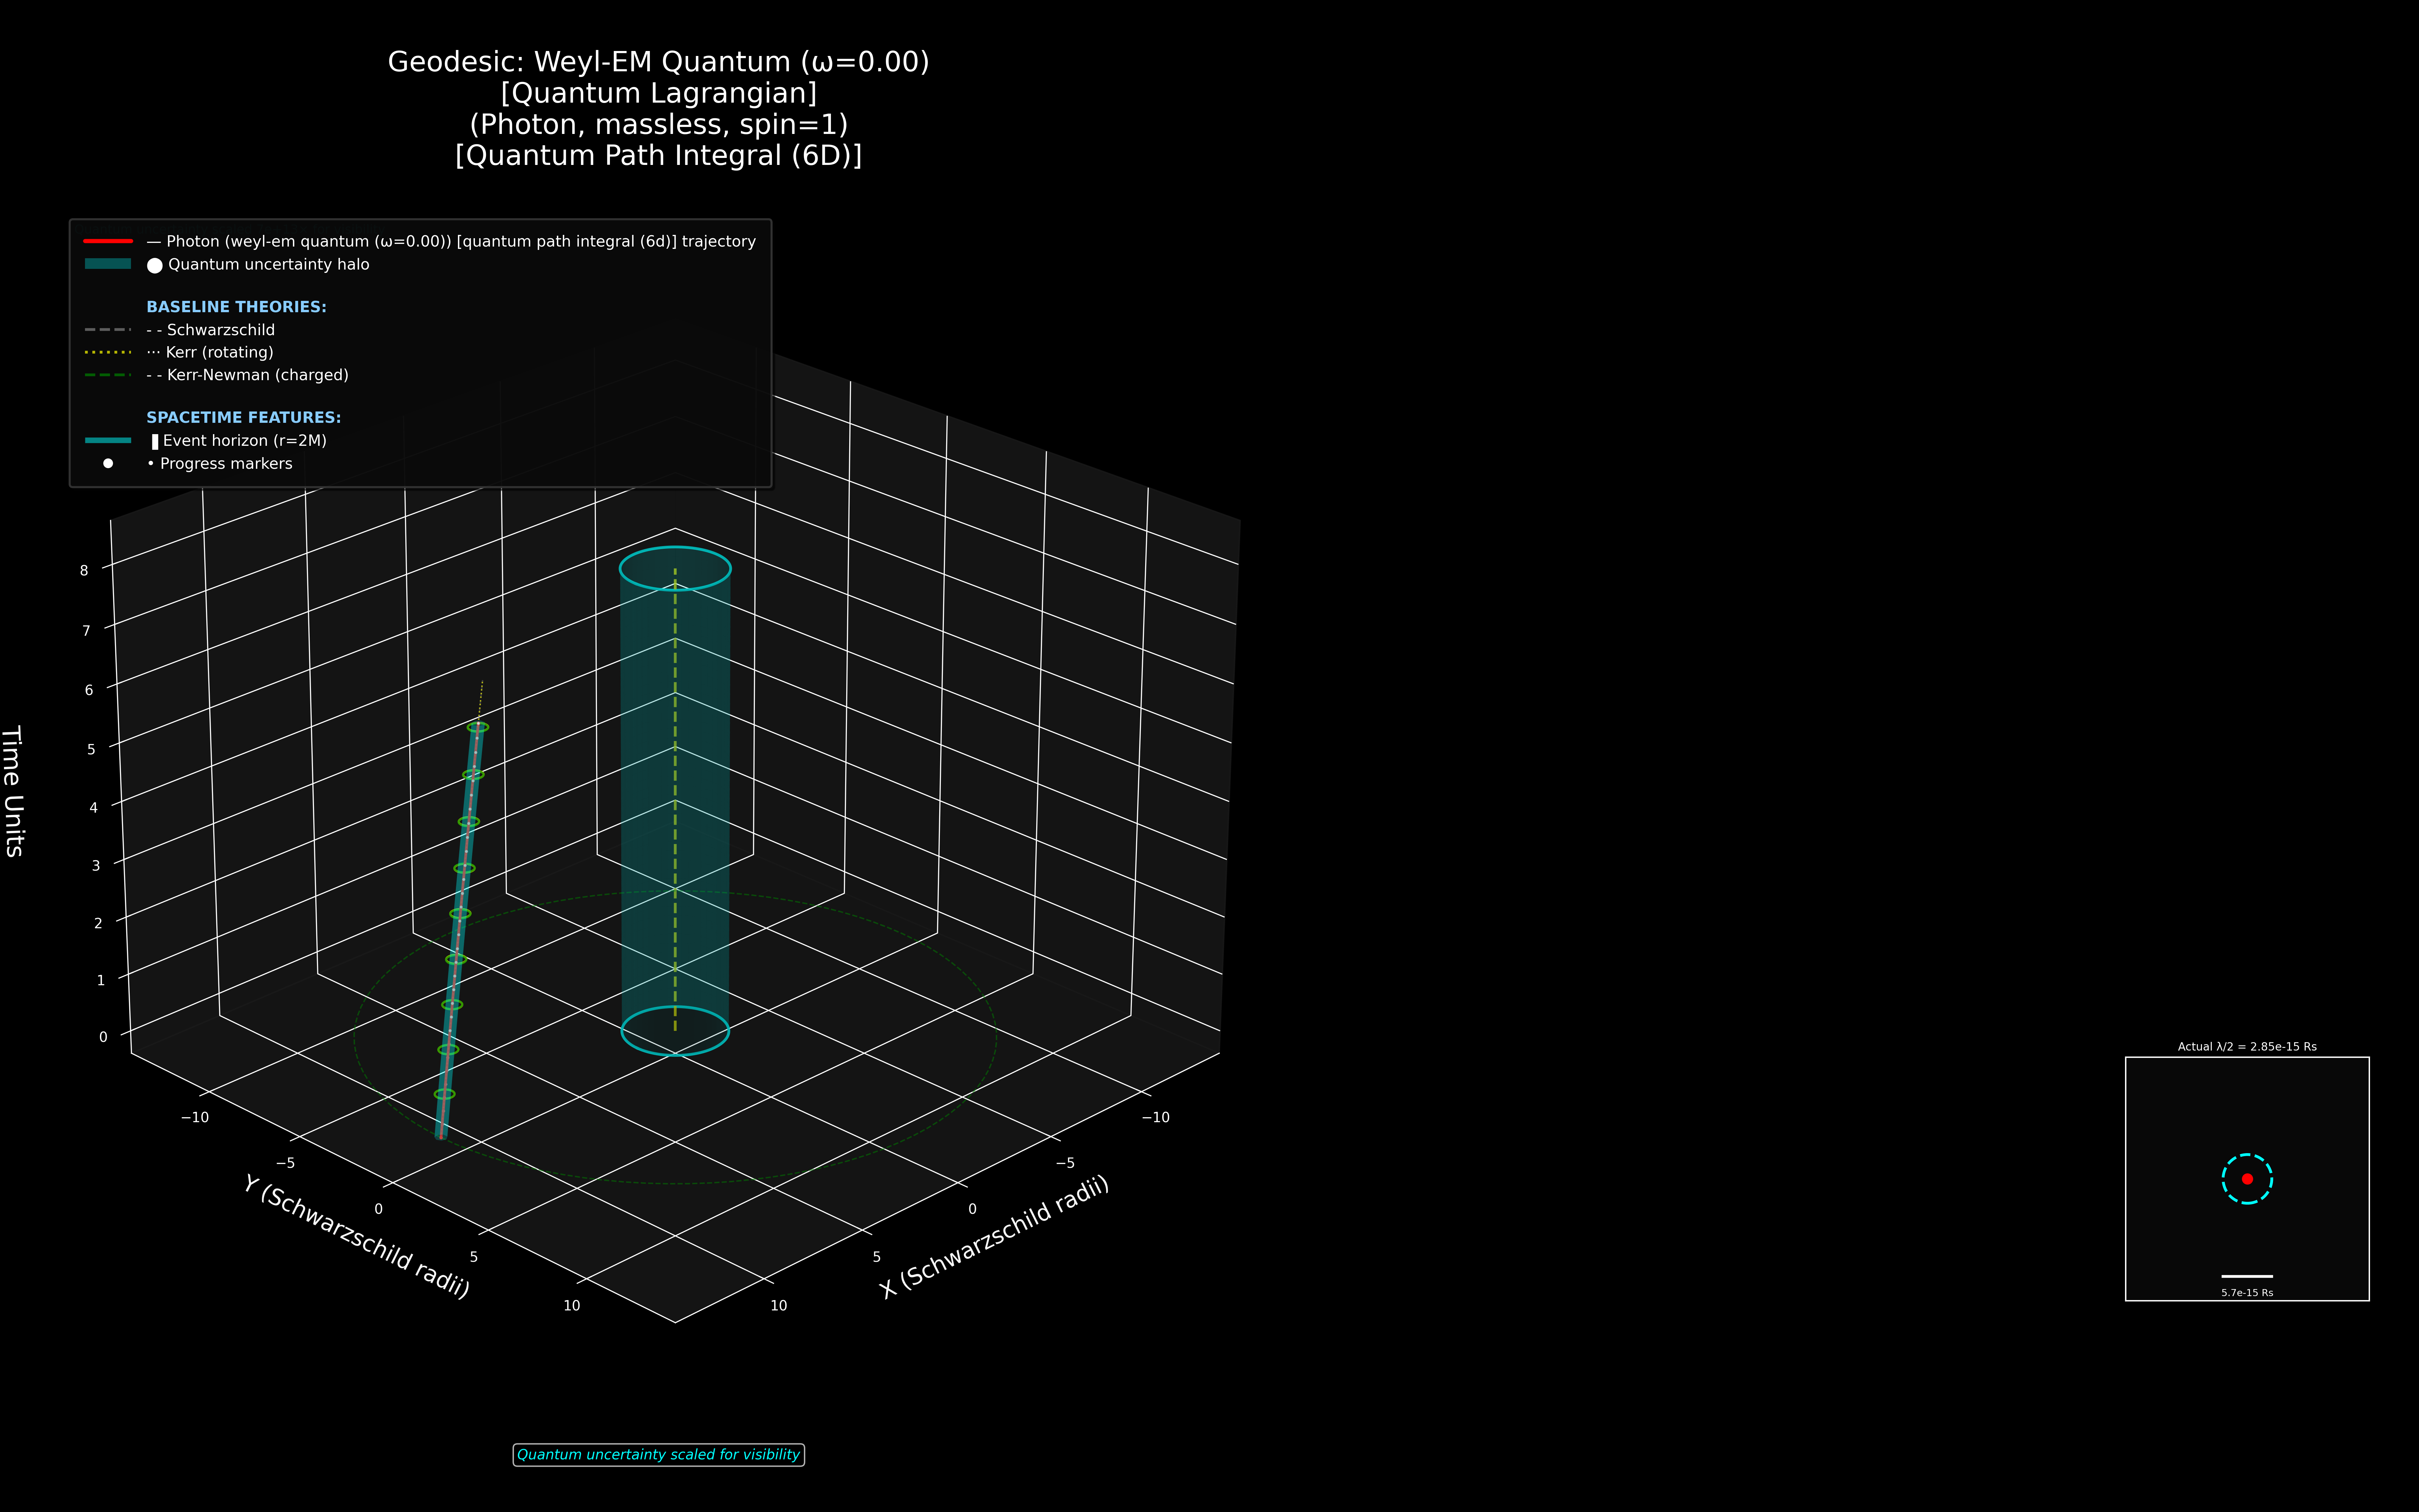 Geodesic: Weyl-EM Quantum (ω=0.00)
[Quantum Lagrangian]
(Photon, massless, spin=1)
[Quantum Path Integral (6D)]
— Photon (weyl-em quantum (ω=0.00)) [quantum path integral (6d)] trajectory
⬤ Quantum uncertainty halo
BASELINE THEORIES:
- - Schwarzschild
··· Kerr (rotating)
- - Kerr-Newman (charged)
SPACETIME FEATURES:
▐ Event horizon (r=2M)
• Progress markers
8
7
6
5
4
3
2
1
0
Time Units
−10
−5
0
5
10
Y (Schwarzschild radii)
−10
−5
0
5
10
X (Schwarzschild radii)
Actual λ/2 = 2.85e-15 Rs
5.7e-15 Rs
Quantum uncertainty scaled for visibility